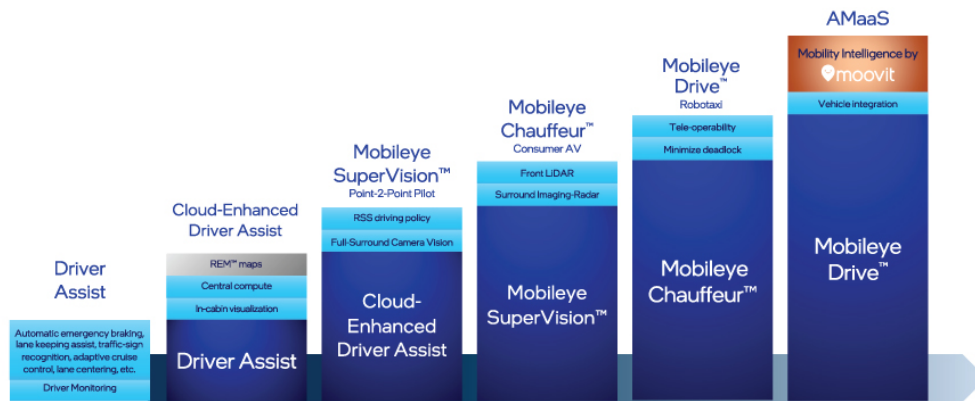 Driver
Assist
Automatic emergency braking,
lane keeping assist, traffic-sign
recognition, adaptive cruise
control, lane centering, etc.
Driver Monitoring
Cloud-Enhanced
Driver Assist
REM™ maps
Central compute
In-cabin visualization
Driver Assist
Mobileye
SuperVision™
Point-2-Point Pilot
RSS driving policy
Full-Surround Camera Vision
Cloud-
Enhanced
Driver Assist
Mobileye
Chauffeur™
Consumer AV
Front LiDAR
Surround Imaging-Radar
Mobileye
SuperVision™
Mobileye
Drive™
Robotaxi
Tele-operability
Minimize deadlock
Mobileye
Chauffeur™
AMaaS
Mobility Intelligence by
moovit
Vehicle integration
Mobileye
Drive™